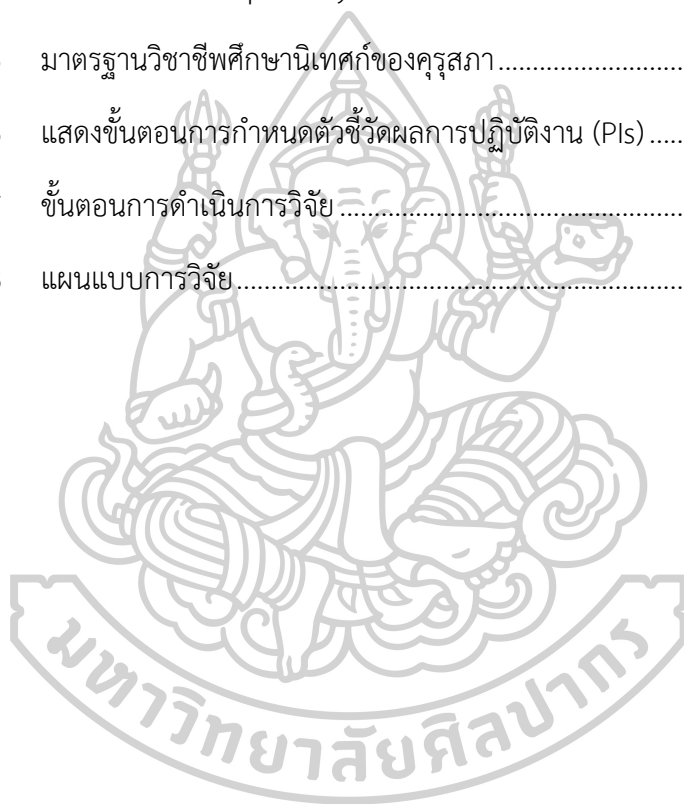 มาตรฐานวิชาชีพศึกษานิเทศก์ของคุรุสภา
แสดงขั้นตอนการกำหนดตัวชี้วัดผลการปฏิบัติงาน (PIs)
ขั้นตอนการดำเนินการวิจัย
แผนแบบการวิจัย
มหาวิทยาลัยศิลปากร